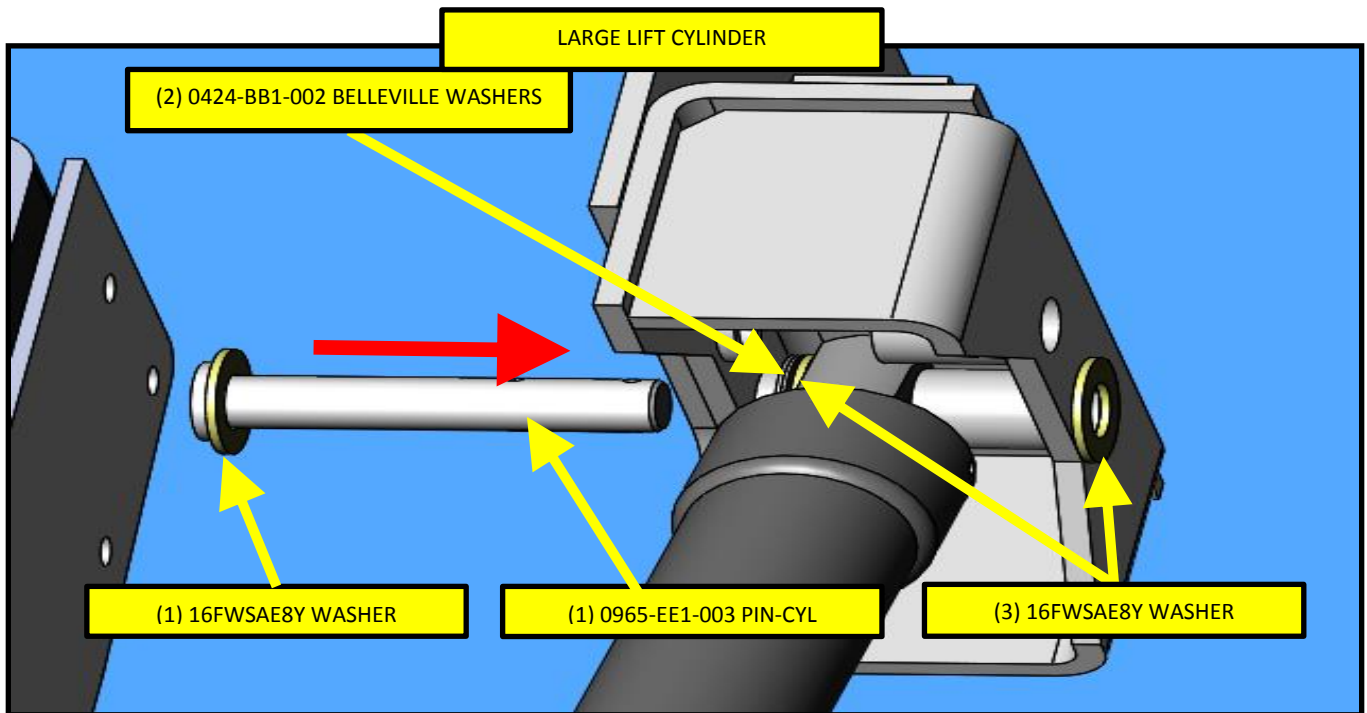 LARGE LIFT CYLINDER
(2) 0424-BB1-002 BELLEVILLE WASHERS
(1) 16FWSAE8Y WASHER
(1) 0965-EE1-003 PIN-CYL
(3) 16FWSAE8Y WASHER